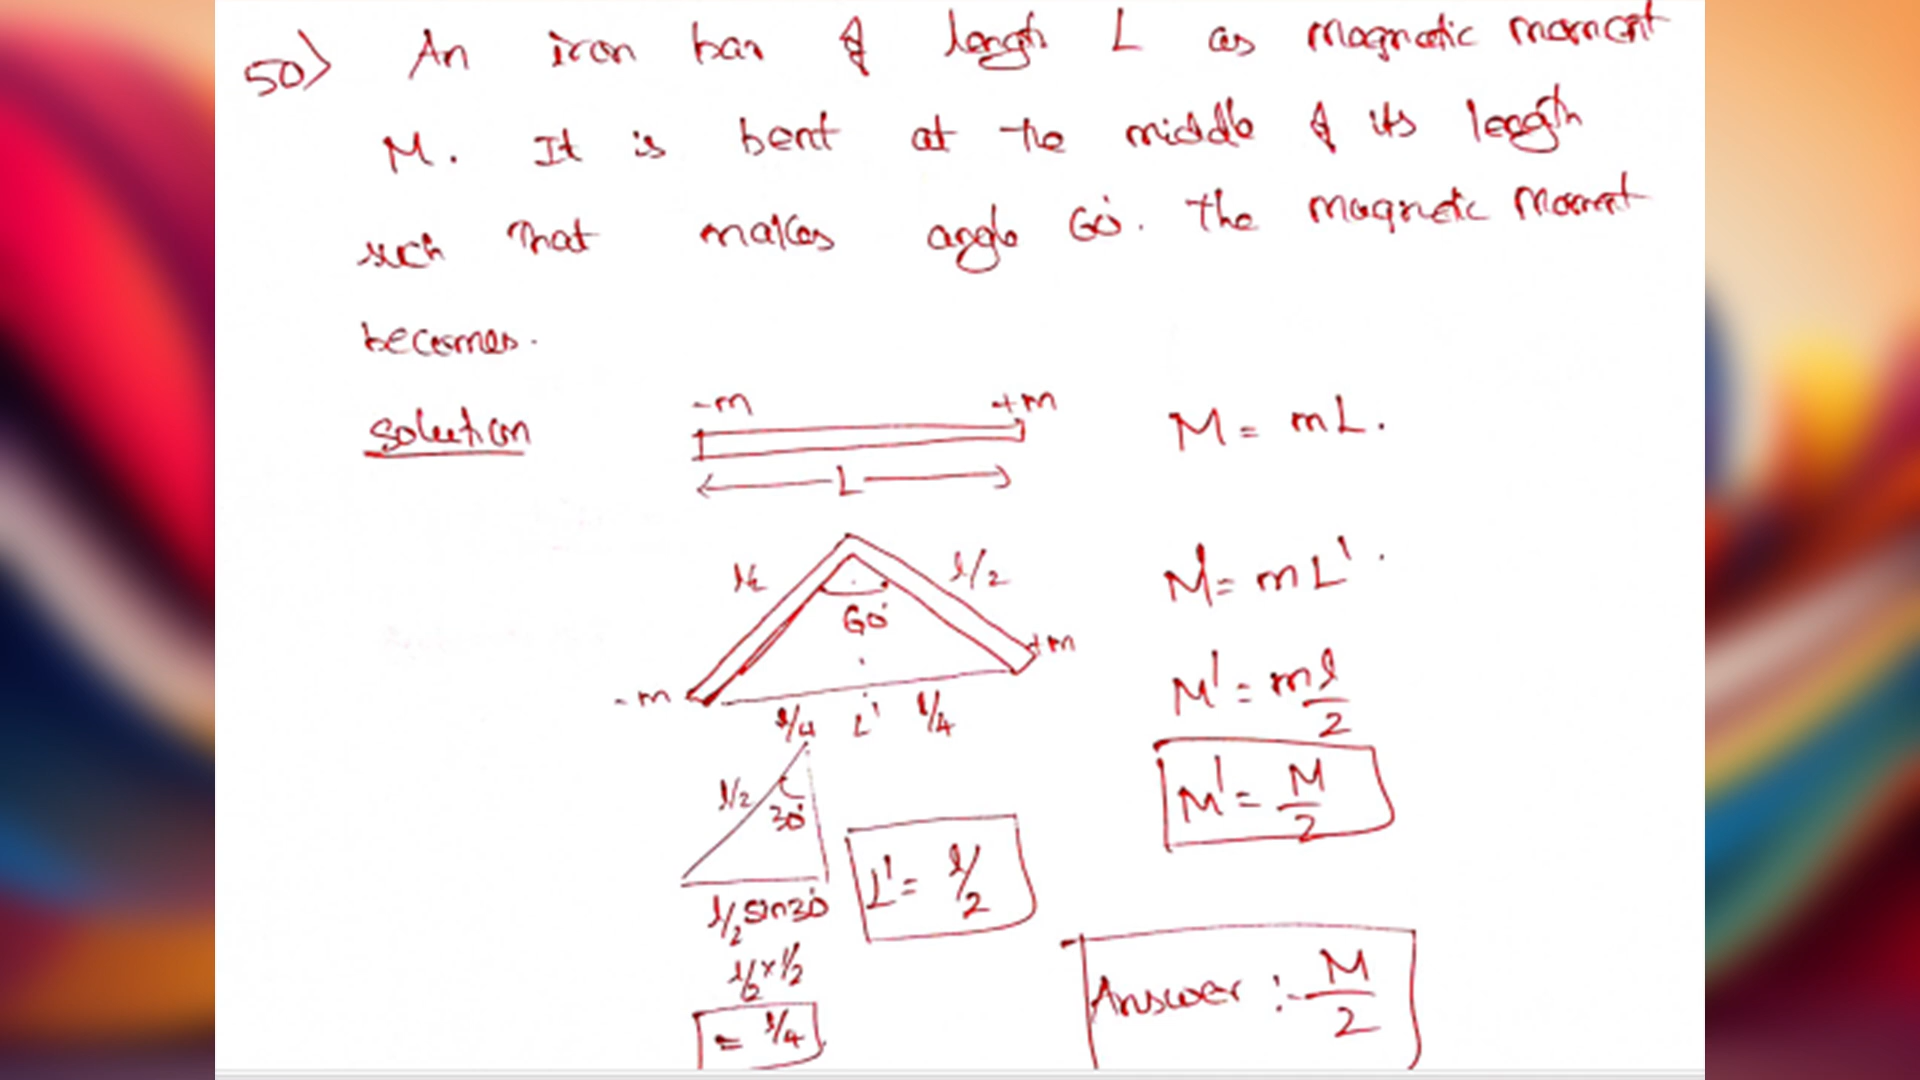 50) An iron bar of length L as magnetic moment
M. It is bent at the middle of its length
such that makes angle 60°. The magnetic moment
becomes.
Solution
-m +m
M = mL.
L
l/2 l/2
60°
M = mL'.
+m
-m
M' = ml/2
l/4 L' l/4
l/2
30°
M' = M/2
L' = l/2
l/2 sin30
l/2 x 1/2
= l/4
Answer :- M/2